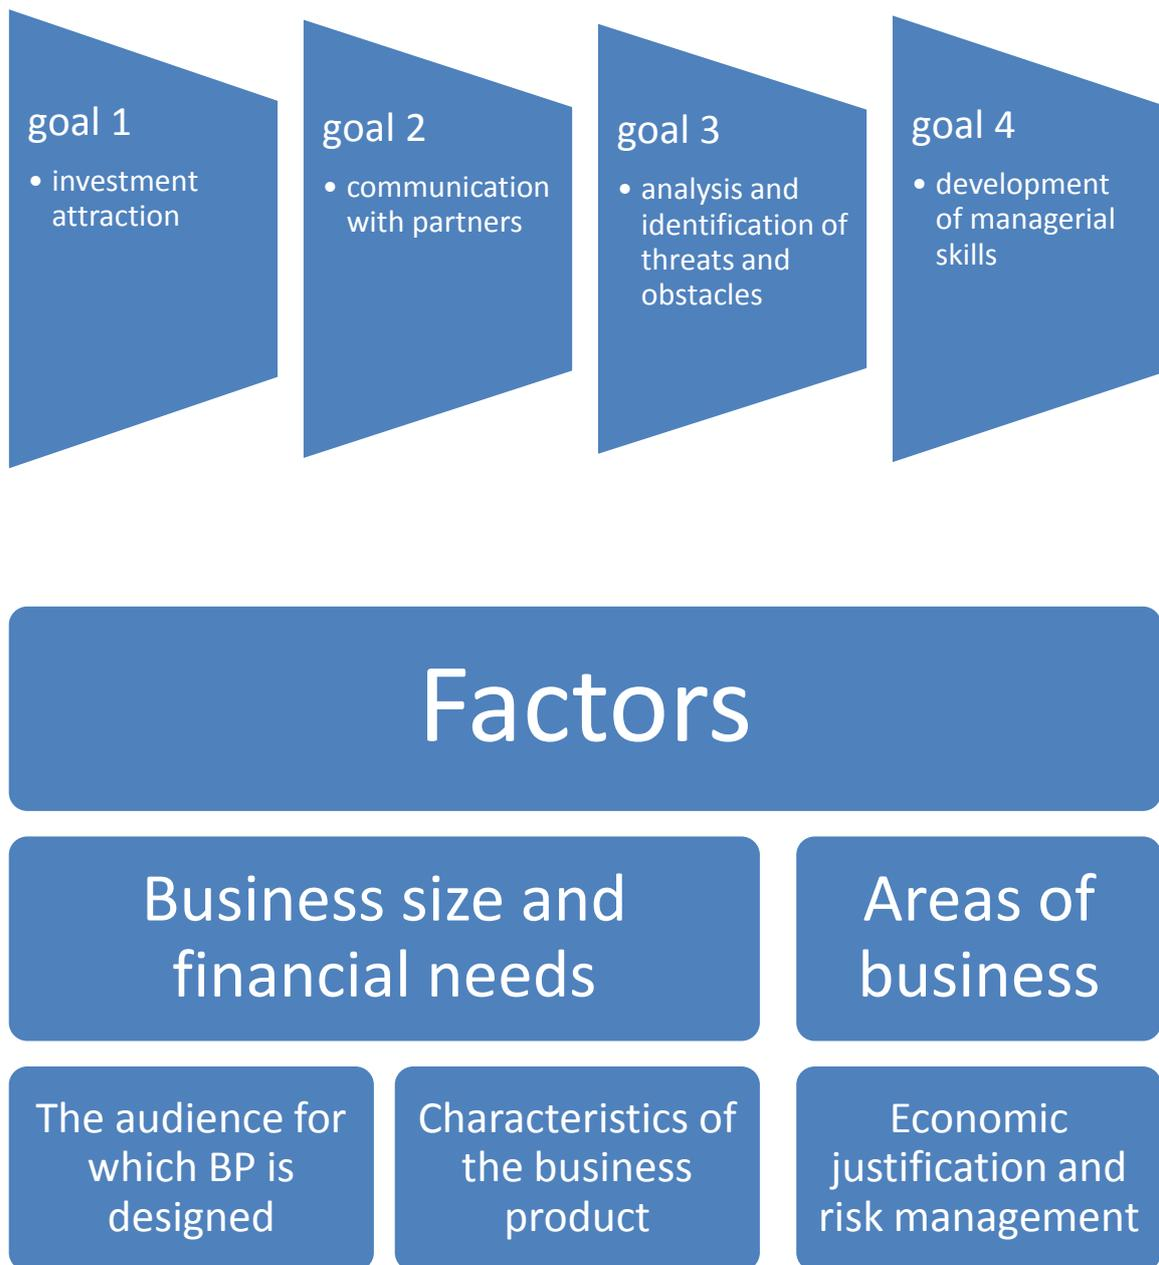 goal 1
• investment
attraction
goal 2
• communication
with partners
goal 3
• analysis and
identification of
threats and
obstacles
goal 4
• development
of managerial
skills
Factors
Business size and
financial needs
Areas of
business
The audience for
which BP is
designed
Characteristics of
the business
product
Economic
justification and
risk management